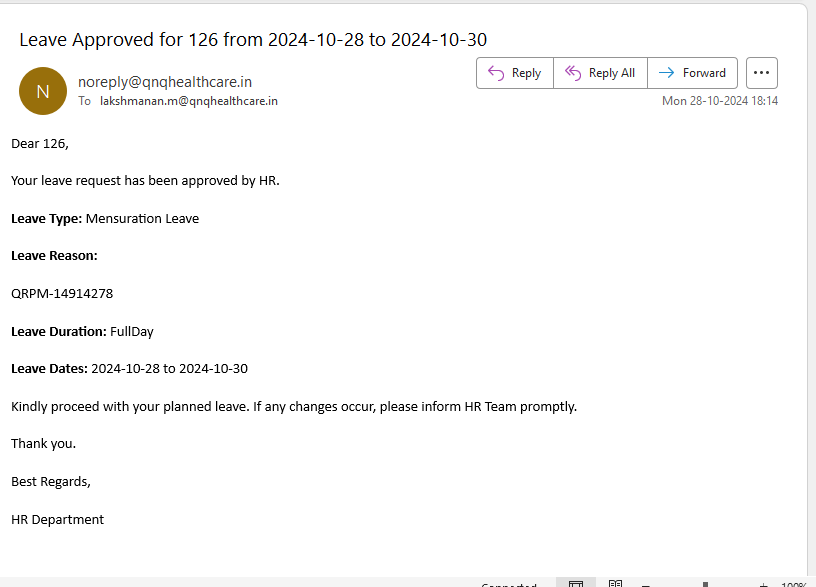 Leave Approved for 126 from 2024-10-28 to 2024-10-30
N
noreply@qnqhealthcare.in
Reply
Reply All
Forward
To lakshmanan.m@qnqhealthcare.in
Mon 28-10-2024 18:14
Dear 126,
Your leave request has been approved by HR.
Leave Type: Mensuration Leave
Leave Reason:
QRPM-14914278
Leave Duration: FullDay
Leave Dates: 2024-10-28 to 2024-10-30
Kindly proceed with your planned leave. If any changes occur, please inform HR Team promptly.
Thank you.
Best Regards,
HR Department
Connected
100%